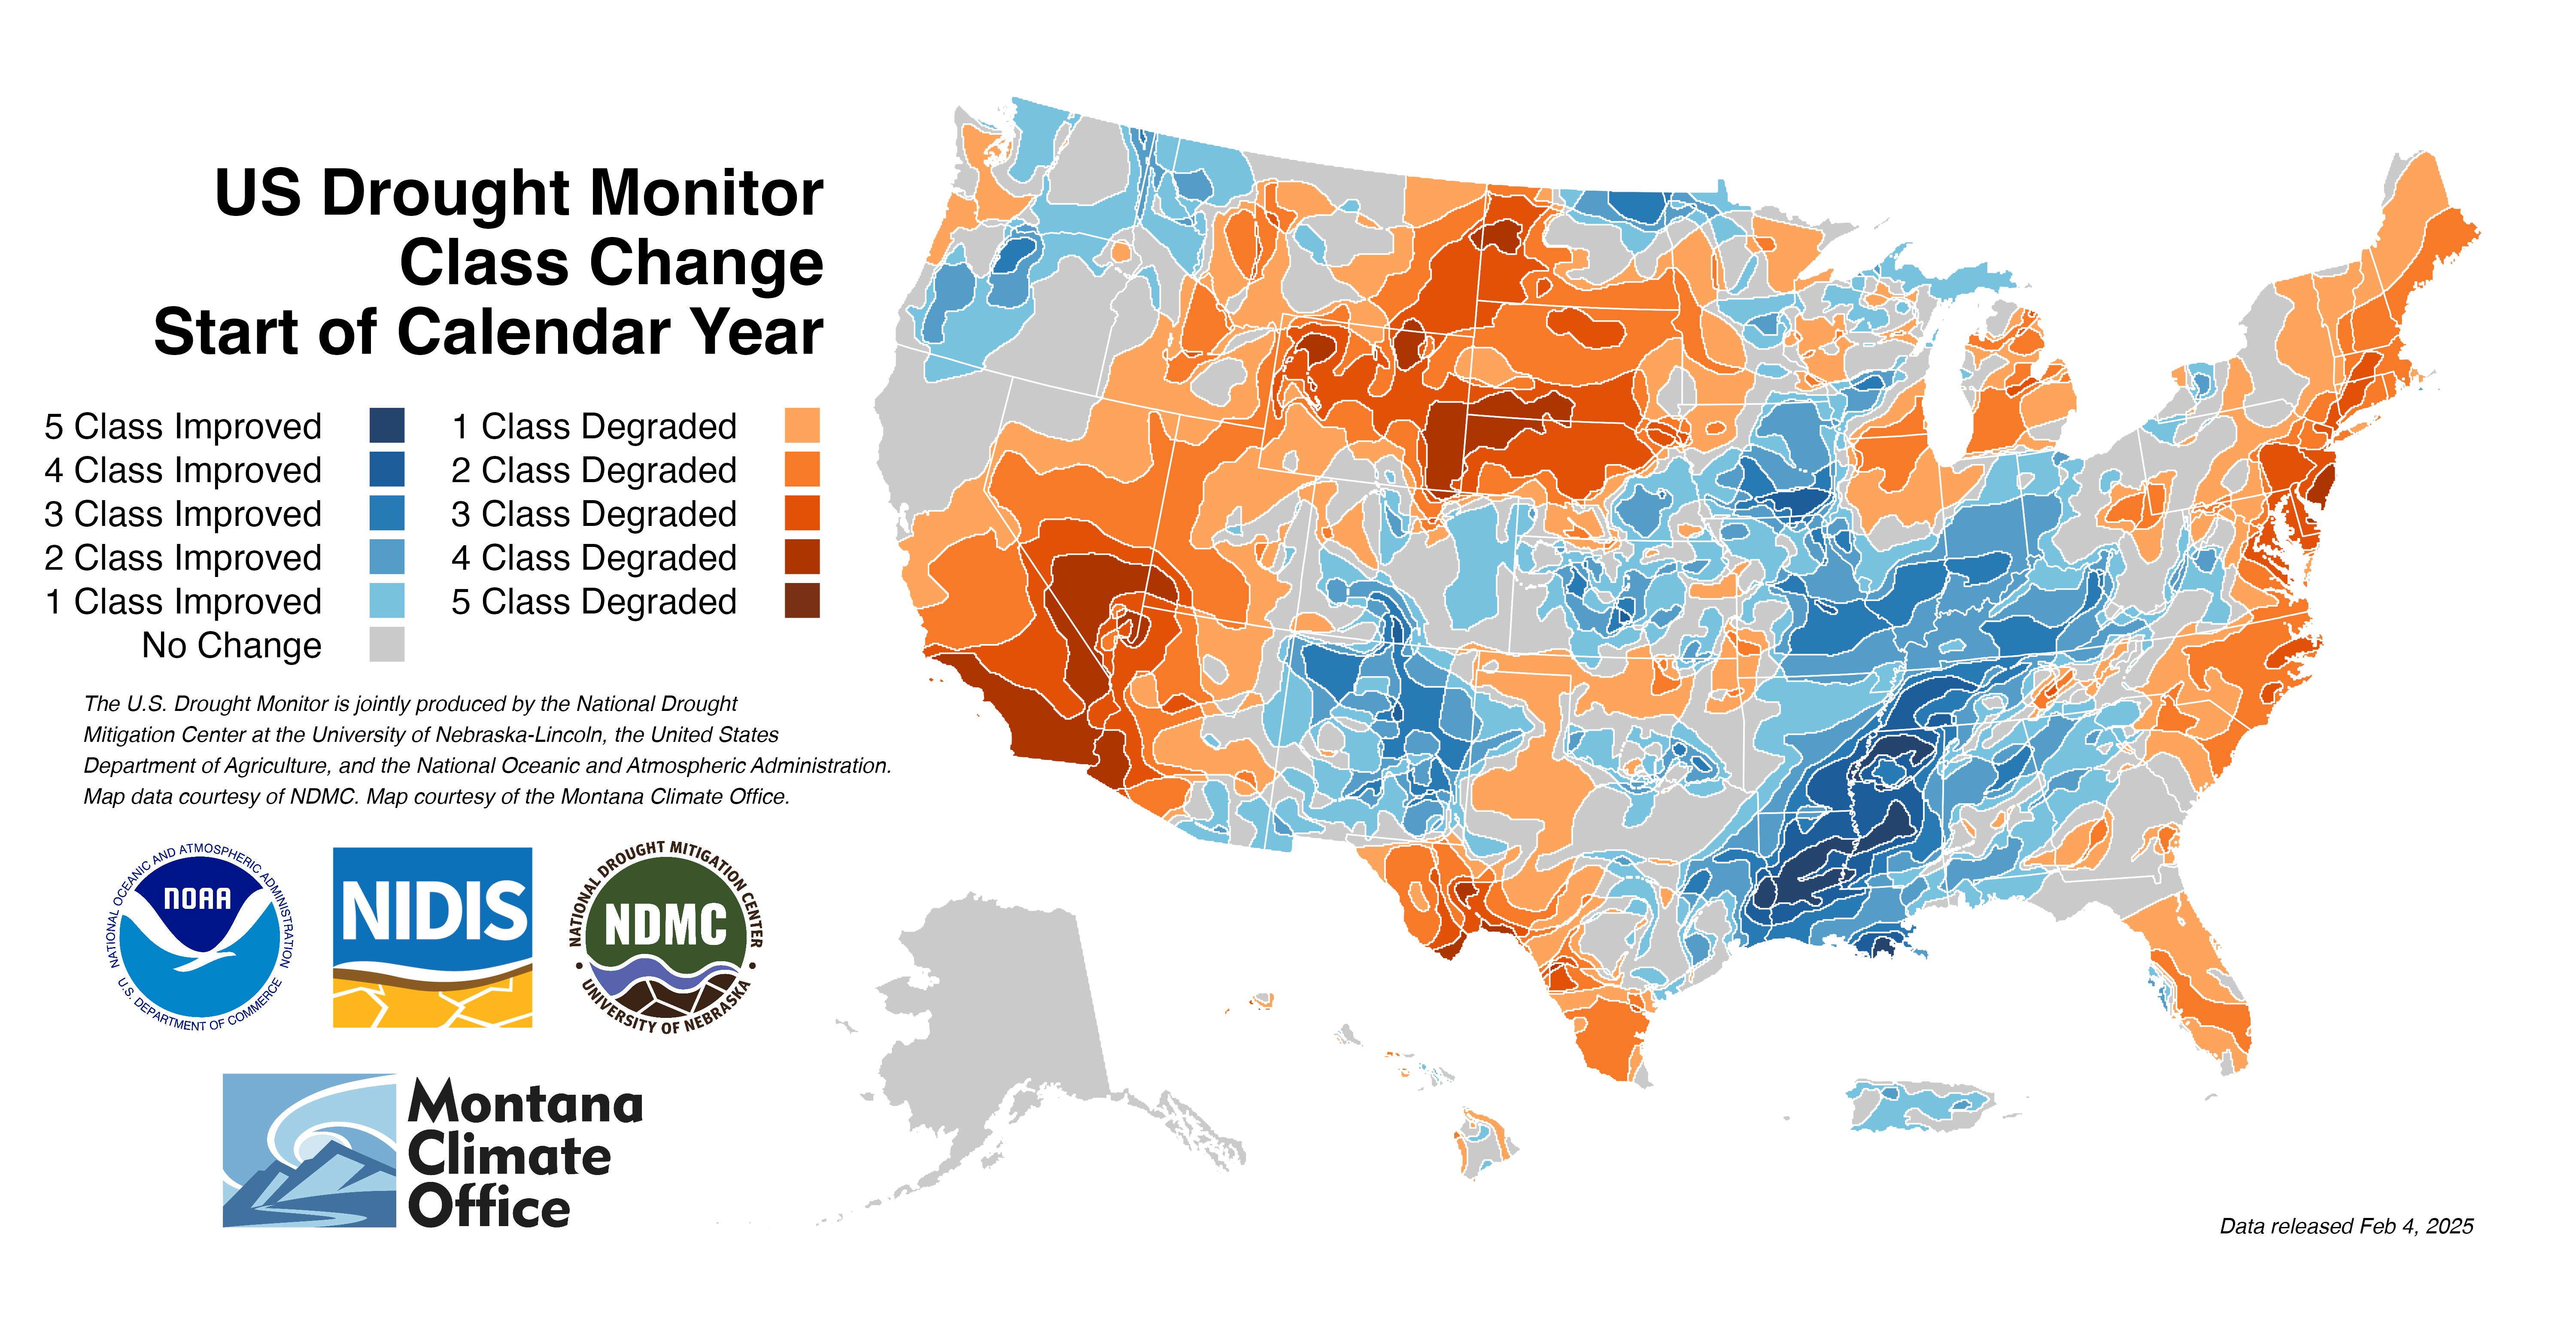 US Drought Monitor
Class Change
Start of Calendar Year
5 Class Improved
4 Class Improved
3 Class Improved
2 Class Improved
1 Class Improved
No Change
1 Class Degraded
2 Class Degraded
3 Class Degraded
4 Class Degraded
5 Class Degraded
The U.S. Drought Monitor is jointly produced by the National Drought
Mitigation Center at the University of Nebraska-Lincoln, the United States
Department of Agriculture, and the National Oceanic and Atmospheric Administration.
Map data courtesy of NDMC. Map courtesy of the Montana Climate Office.
NATIONAL OCEANIC AND ATMOSPHERIC ADMINISTRATION
NOAA
U.S. DEPARTMENT OF COMMERCE
NIDIS
NATIONAL DROUGHT MITIGATION CENTER
NDMC
UNIVERSITY OF NEBRASKA
Montana
Climate
Office
Data released Feb 4, 2025